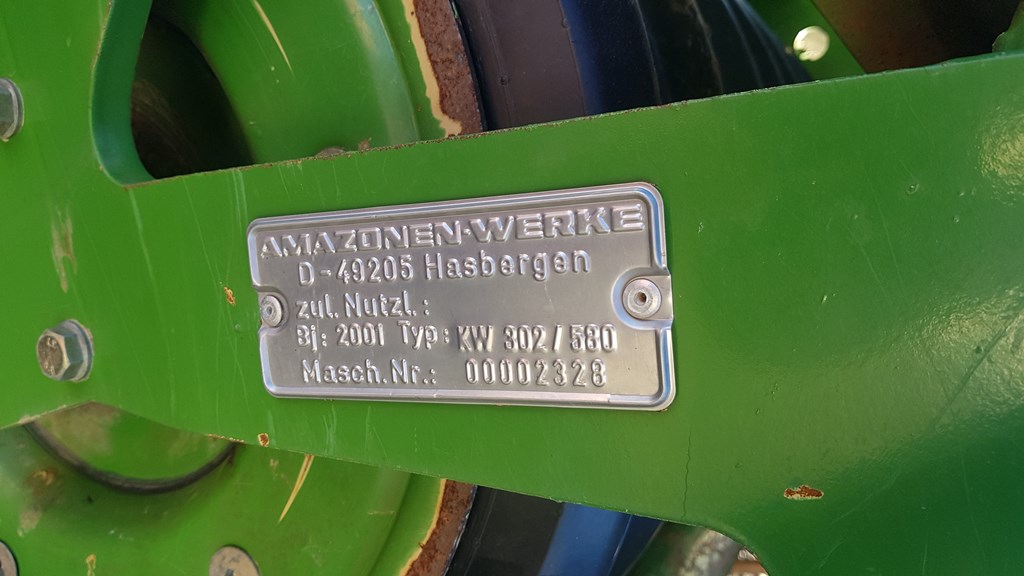 AMAZONEN-WERKE
D-49205 Hasbergen
zul. Nutzl.:
Bj: 2001 Typ: KW 302/580
Masch.Nr.: 00002328